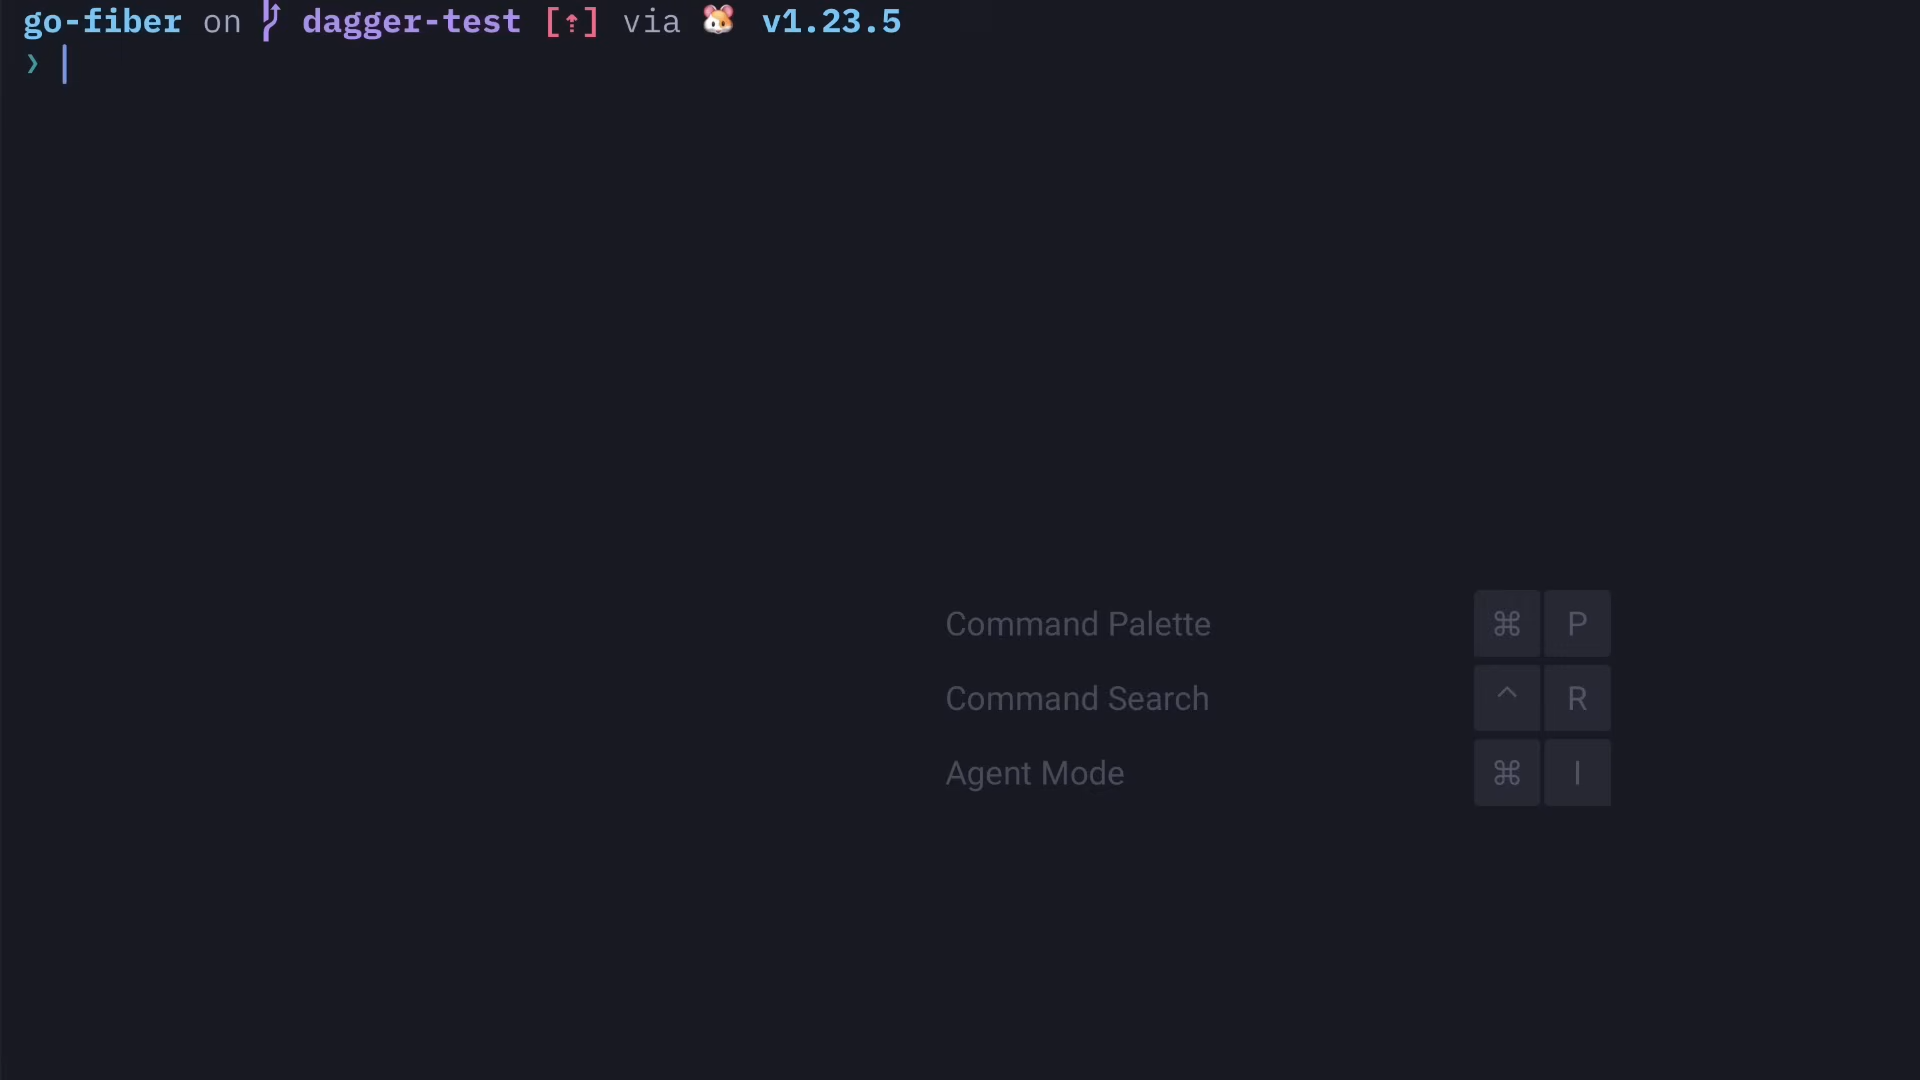 go-fiber on dagger-test [⇡] via 🐹 v1.23.5
❯
Command Palette ⌘ P
Command Search ^ R
Agent Mode ⌘ I